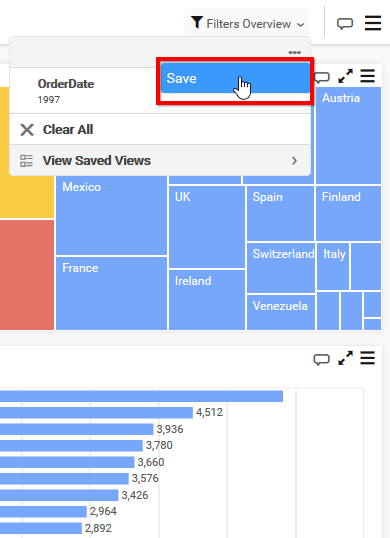 Filters Overview
Save
OrderDate
1997
Clear All
View Saved Views
Austria
Mexico
UK
Spain
Finland
France
Switzerland
Italy
Ireland
Venezuela
4,512
3,936
3,780
3,660
3,576
3,426
2,964
2,892